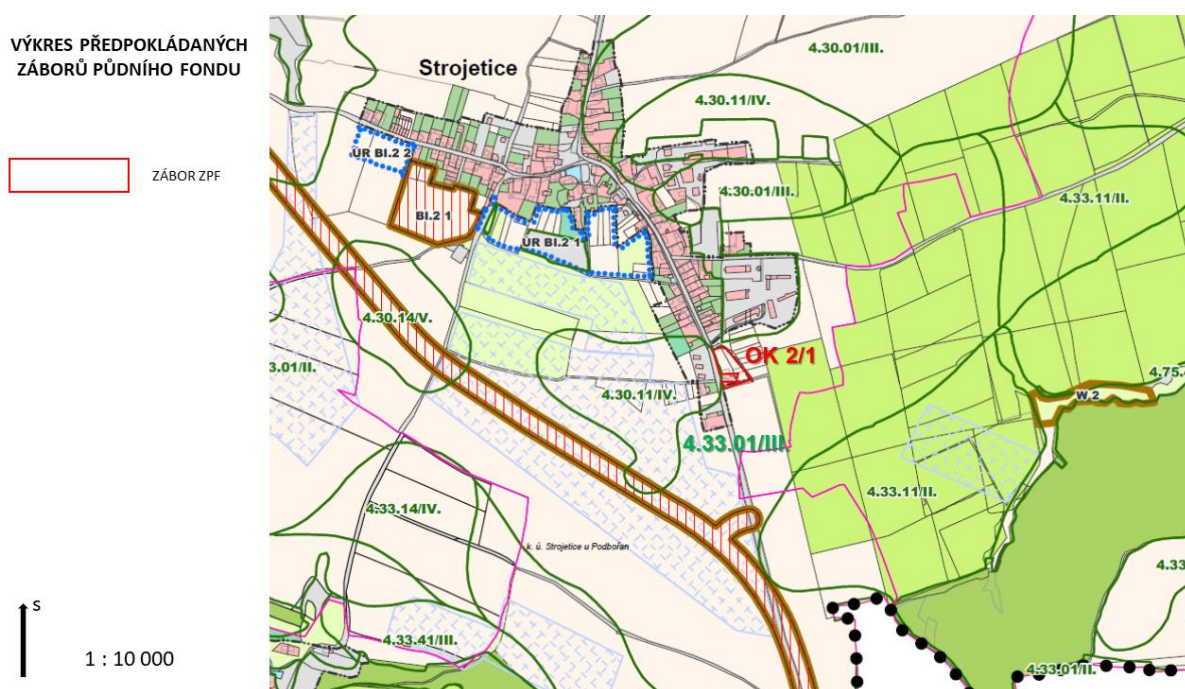 VÝKRES PŘEDPOKLÁDANÝCH
ZÁBORŮ PŮDNÍHO FONDU
ZÁBOR ZPF
S
1 : 10 000
Strojetice
4.30.01/III.
4.30.11/IV.
ÚR BI.2 2
BI.2 1
ÚR BI.2 1
4.30.01/III.
4.33.11/II.
4.30.14/V.
3.01/II.
OK 2/1
4.75.
W 2
4.30.11/IV.
4.33.01/III.
4.33.11/II.
4.33.14/IV.
k. ú. Strojetice u Podbořan
4.33
4.33.41/III.
4.33.01/II.